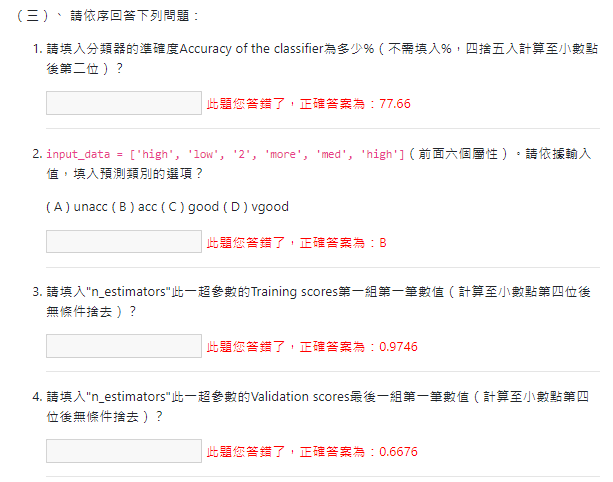 （三）、 請依序回答下列問題：
1. 請填入分類器的準確度Accuracy of the classifier為多少%（不需填入%，四捨五入計算至小數點
後第二位）？
此題您答錯了，正確答案為：77.66
2. input_data = ['high', 'low', '2', 'more', 'med', 'high']（前面六個屬性）。請依據輸入
值，填入預測類別的選項？
( A ) unacc ( B ) acc ( C ) good ( D ) vgood
此題您答錯了，正確答案為：B
3. 請填入"n_estimators"此一超參數的Training scores第一組第一筆數值（計算至小數點第四位後
無條件捨去）？
此題您答錯了，正確答案為：0.9746
4. 請填入"n_estimators"此一超參數的Validation scores最後一組第一筆數值（計算至小數點第四
位後無條件捨去）？
此題您答錯了，正確答案為：0.6676